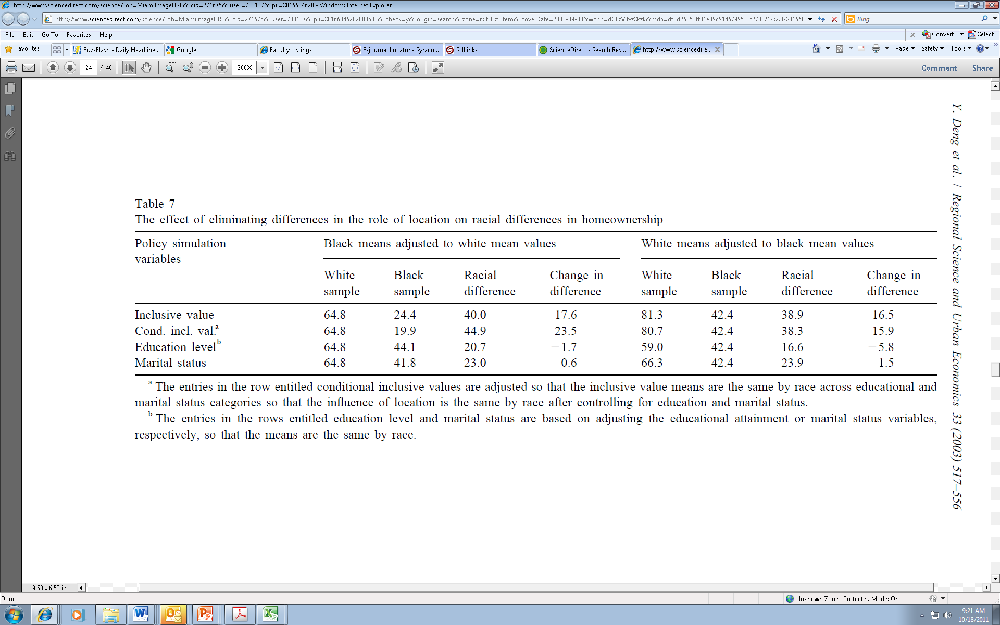 http://www.sciencedirect.com/science?_ob=MiamiImageURL&_cid=271675&_user=783137&_pii=S016604620 - Windows Internet Explorer
http://www.sciencedirect.com/science?_ob=MiamiImageURL&_cid=271675&_user=783137&_pii=S0166046202000583&_check=y&_origin=search&_zone=rslt_list_item&_coverDate=2003-09-30&wchp=dGLzVlt-zSkzk&md5=df8d26053ff01e89c9146799533f2708/1-s2.0-S01660 Bing
File Edit Go To Favorites Help x Convert Select
Favorites BuzzFlash - Daily Headline... Google Faculty Listings E-journal Locator - Syracu... SULinks ScienceDirect - Search Res... http://www.sciencedire... Page Safety Tools
24 / 40 200% Comment Share
Table 7
The effect of eliminating differences in the role of location on racial differences in homeownership
Policy simulation variables Black means adjusted to white mean values White means adjusted to black mean values
White sample Black sample Racial difference Change in difference White sample Black sample Racial difference Change in difference
Inclusive value 64.8 24.4 40.0 17.6 81.3 42.4 38.9 16.5
Cond. incl. val.a 64.8 19.9 44.9 23.5 80.7 42.4 38.3 15.9
Education levelb 64.8 44.1 20.7 −1.7 59.0 42.4 16.6 −5.8
Marital status 64.8 41.8 23.0 0.6 66.3 42.4 23.9 1.5
a The entries in the row entitled conditional inclusive values are adjusted so that the inclusive value means are the same by race across educational and
marital status categories so that the influence of location is the same by race after controlling for education and marital status.
b The entries in the rows entitled education level and marital status are based on adjusting the educational attainment or marital status variables,
respectively, so that the means are the same by race.
Y. Deng et al. / Regional Science and Urban Economics 33 (2003) 517–556
9.50 x 6.53 in
Done Unknown Zone | Protected Mode: On
9:21 AM
10/18/2011